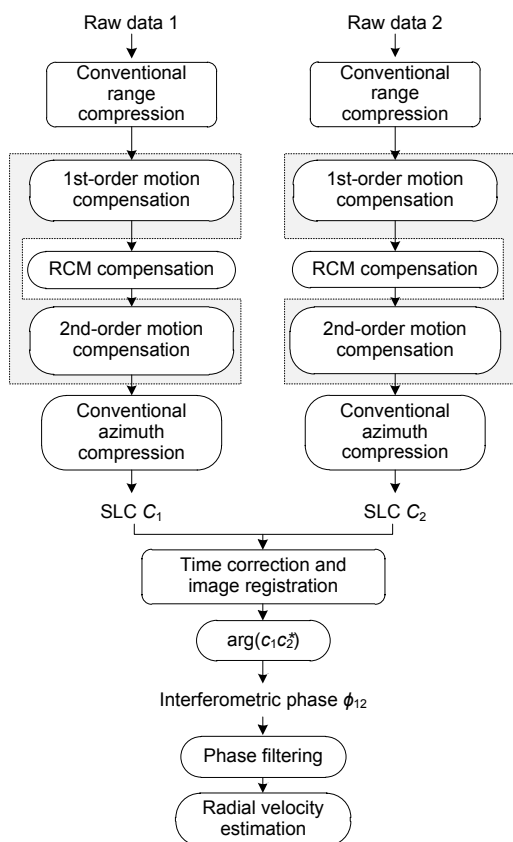 Raw data 1
Raw data 2
Conventional
range
compression
Conventional
range
compression
1st-order motion
compensation
1st-order motion
compensation
RCM compensation
RCM compensation
2nd-order motion
compensation
2nd-order motion
compensation
Conventional
azimuth
compression
Conventional
azimuth
compression
SLC C₁
SLC C₂
Time correction and
image registration
arg(c₁c₂*)
Interferometric phase ϕ₁₂
Phase filtering
Radial velocity
estimation